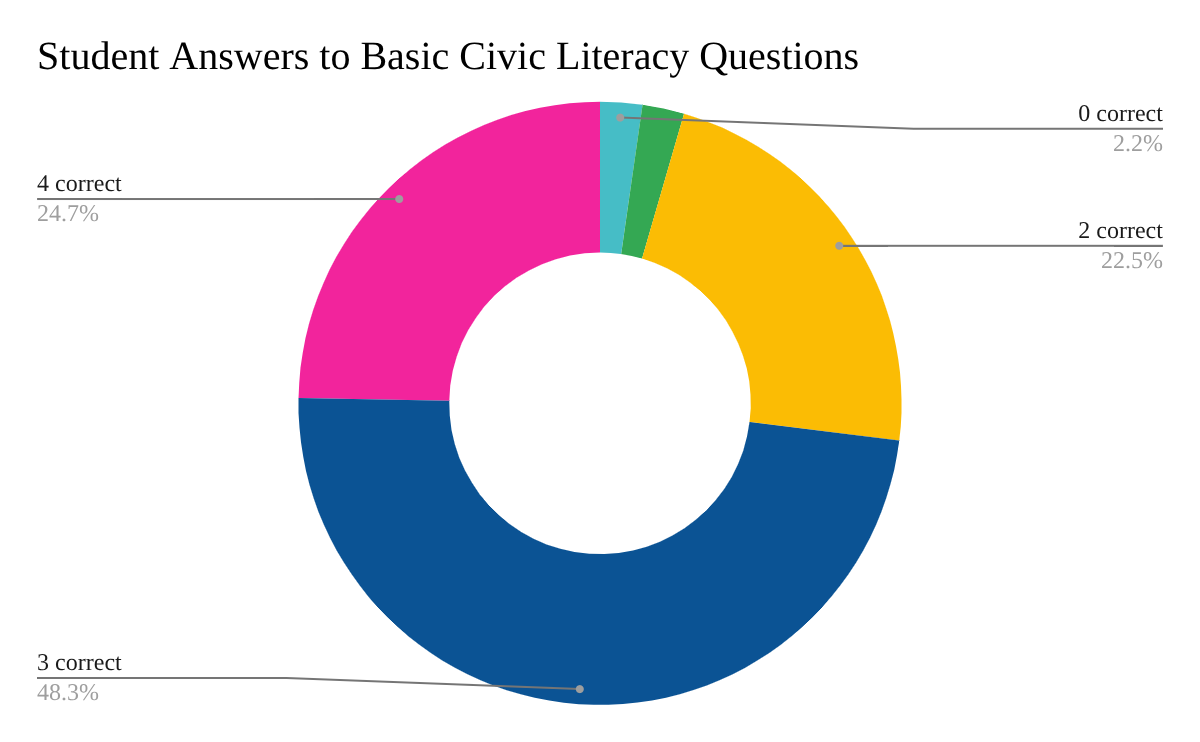 Student Answers to Basic Civic Literacy Questions
0 correct
2.2%
4 correct
24.7%
2 correct
22.5%
3 correct
48.3%